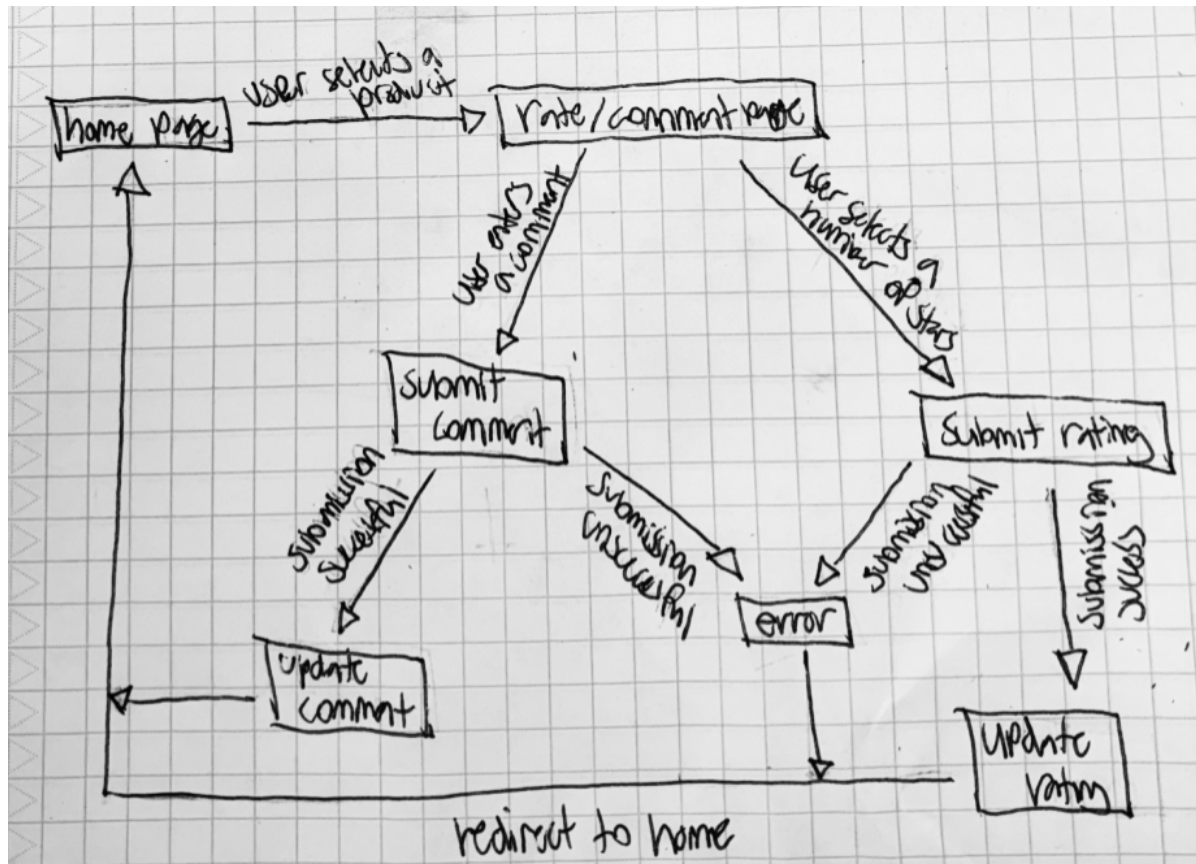 home page
user selects a
product
rate/comment page
user enters
a comment
user selects a
number of stars
submit
comment
submit rating
submission
successful
submission
unsuccessful
submission
submission
success
error
update
comment
update
rating
redirect to home